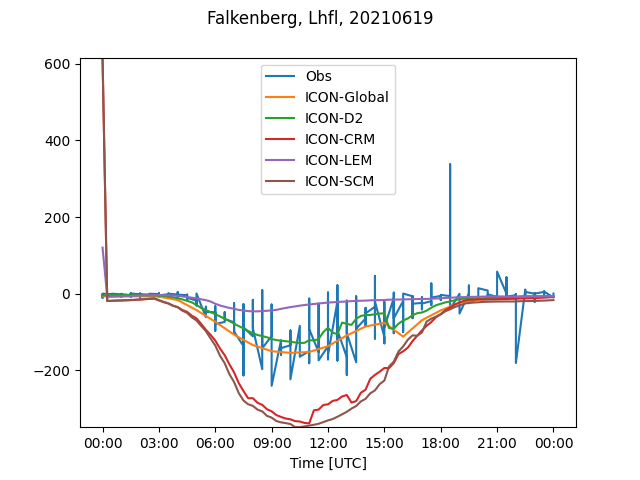 Falkenberg, Lhfl, 20210619
600
400
200
0
−200
Obs
ICON-Global
ICON-D2
ICON-CRM
ICON-LEM
ICON-SCM
00:00 03:00 06:00 09:00 12:00 15:00 18:00 21:00 00:00
Time [UTC]